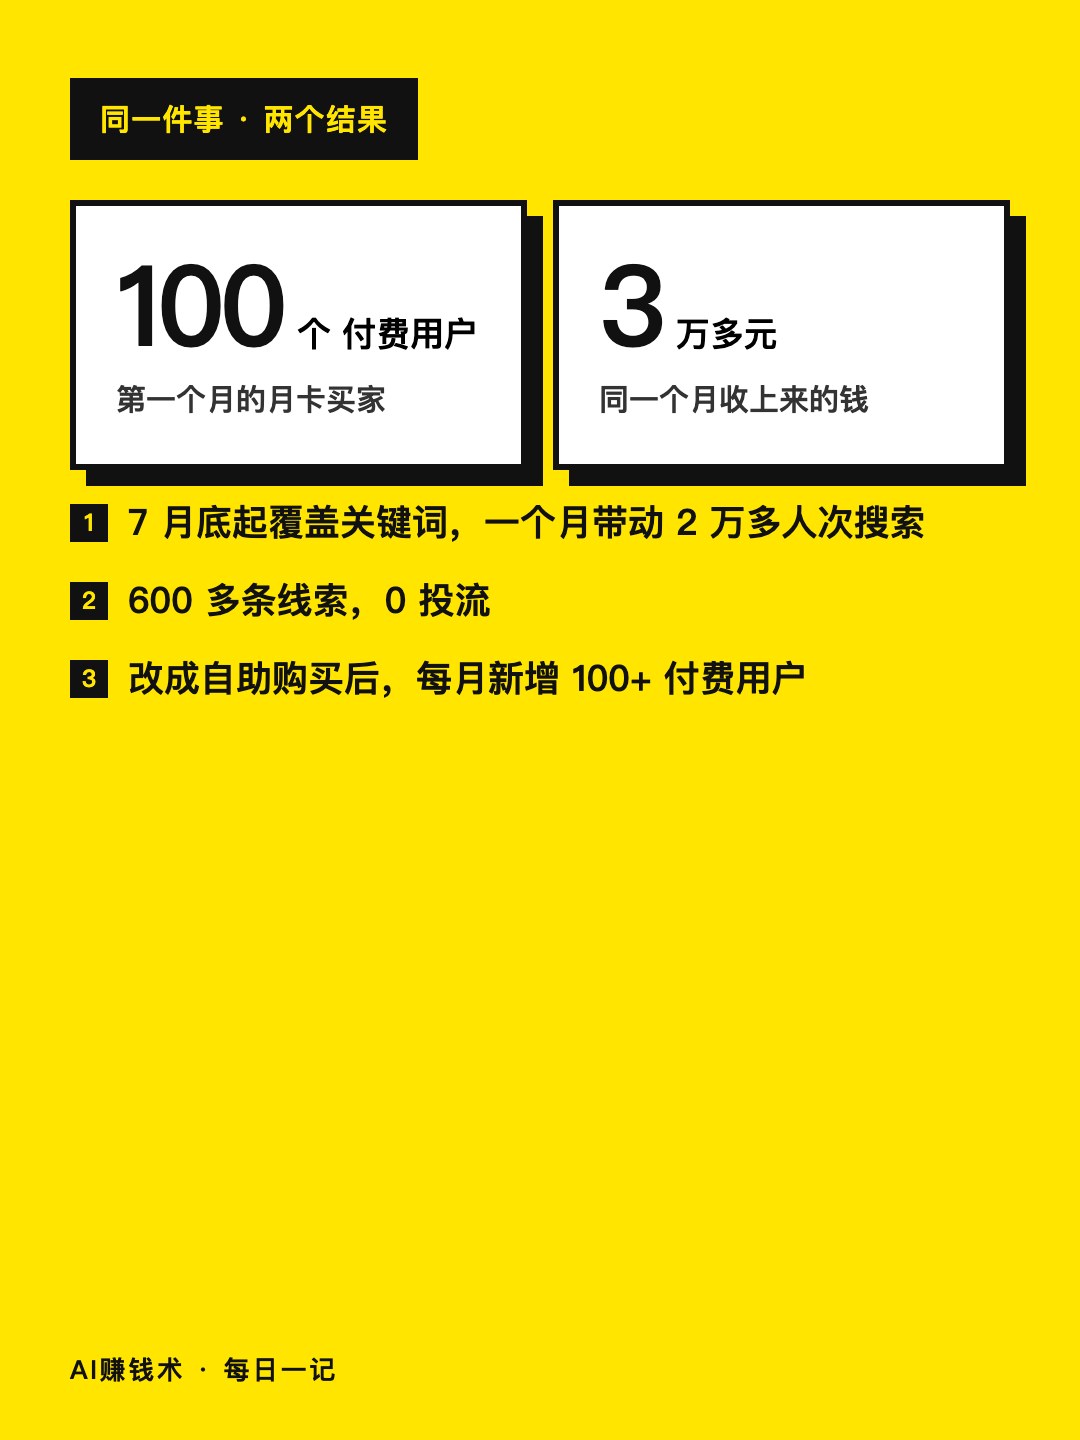 同一件事 · 两个结果
100 个 付费用户
第一个月的月卡买家
3 万多元
同一个月收上来的钱
1 7 月底起覆盖关键词，一个月带动 2 万多人次搜索
2 600 多条线索，0 投流
3 改成自助购买后，每月新增 100+ 付费用户
AI赚钱术 · 每日一记